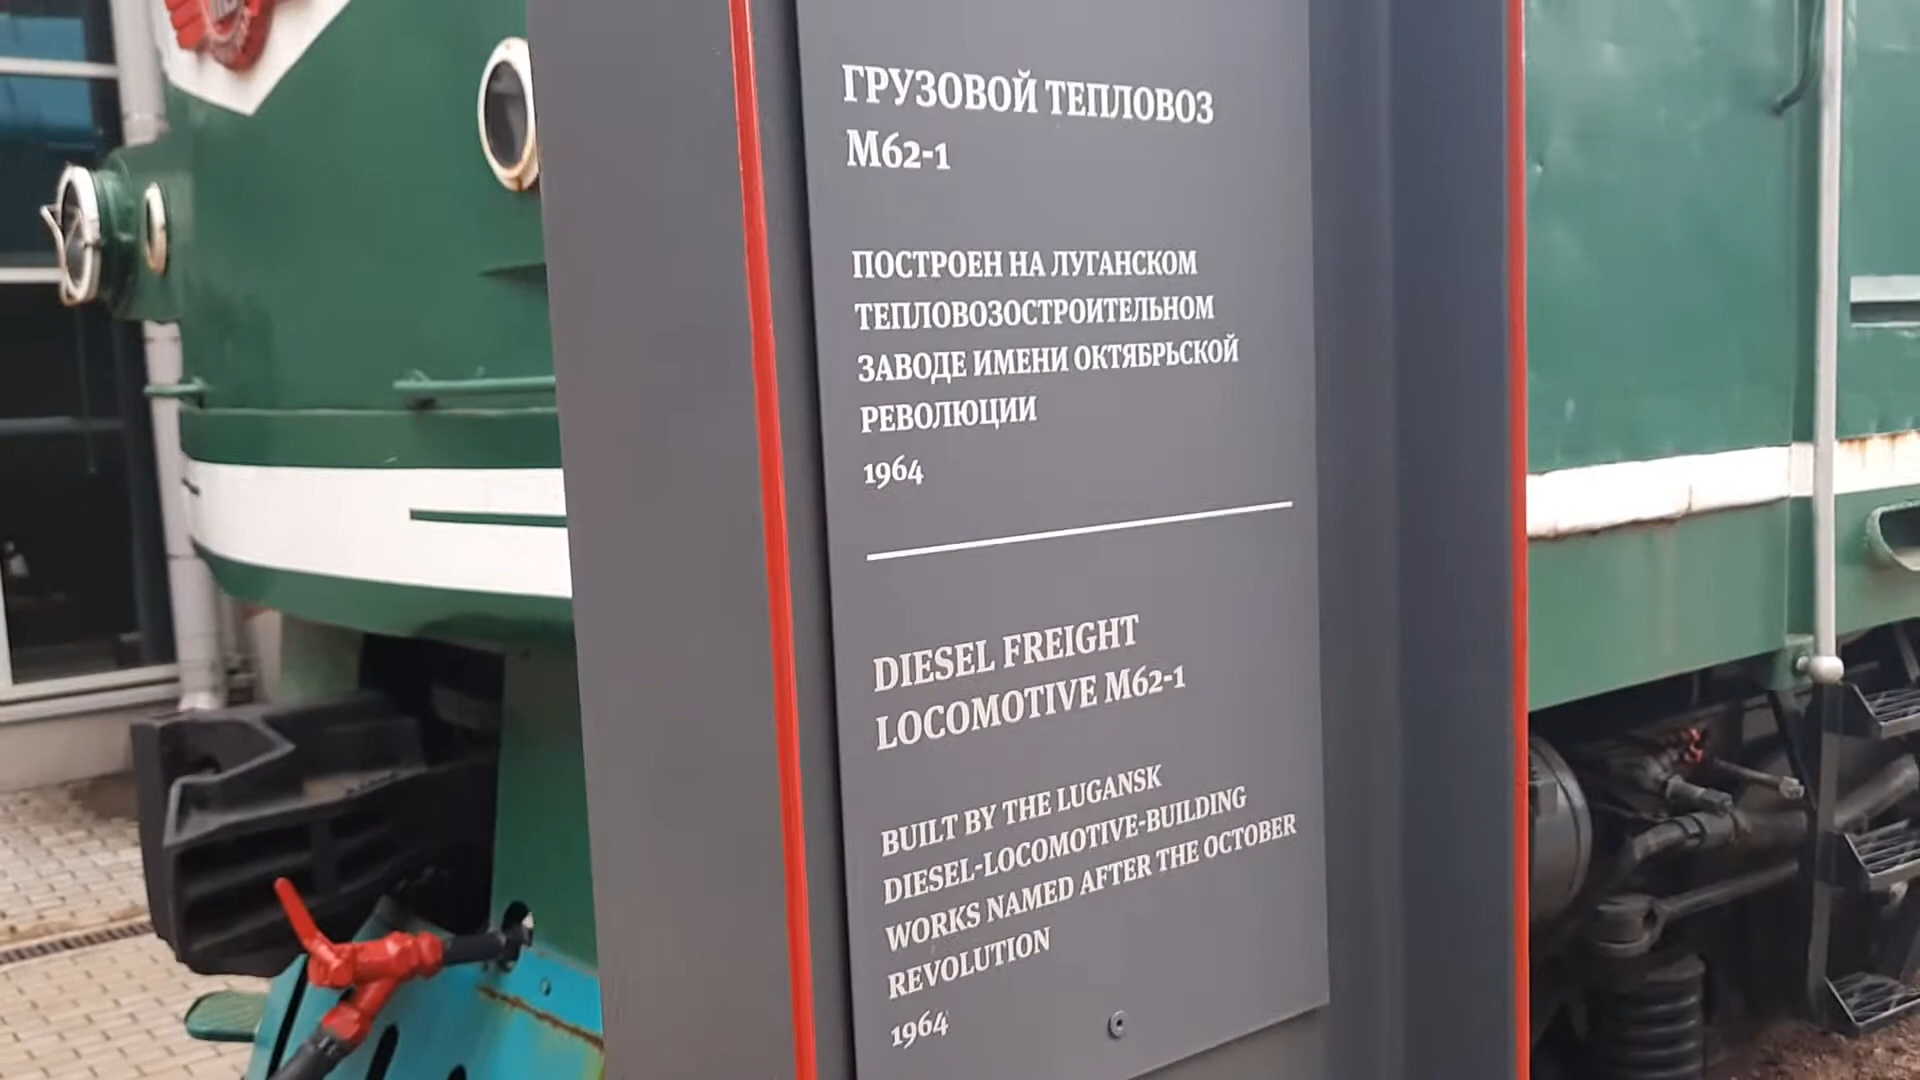 ГРУЗОВОЙ ТЕПЛОВОЗ
М62-1
ПОСТРОЕН НА ЛУГАНСКОМ
ТЕПЛОВОЗОСТРОИТЕЛЬНОМ
ЗАВОДЕ ИМЕНИ ОКТЯБРЬСКОЙ
РЕВОЛЮЦИИ
1964
DIESEL FREIGHT
LOCOMOTIVE M62-1
BUILT BY THE LUGANSK
DIESEL-LOCOMOTIVE-BUILDING
WORKS NAMED AFTER THE OCTOBER
REVOLUTION
1964